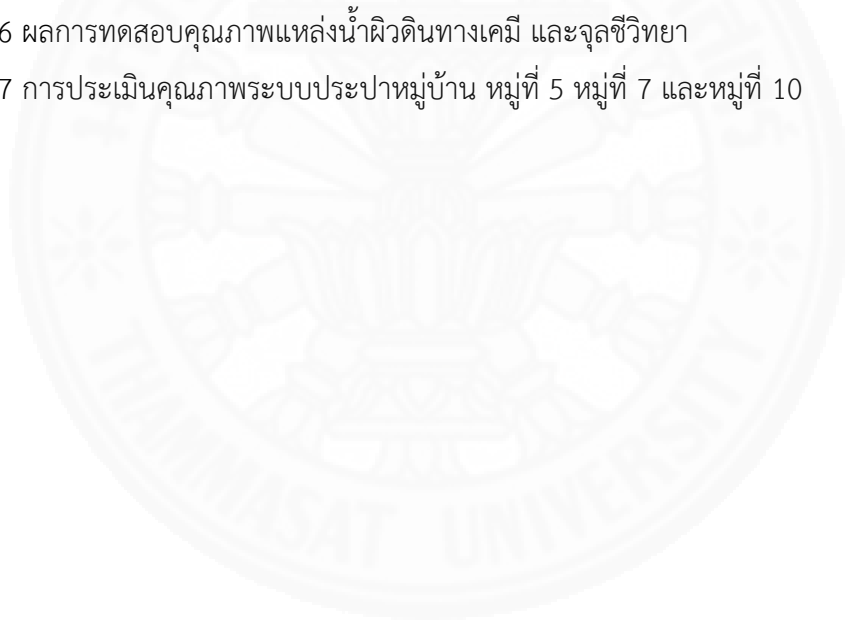 6 ผลการทดสอบคุณภาพแหล่งน้ำผิวดินทางเคมี และจุลชีวิทยา
7 การประเมินคุณภาพระบบประปาหมู่บ้าน หมู่ที่ 5 หมู่ที่ 7 และหมู่ที่ 10
THAMMASAT UNIVERSITY